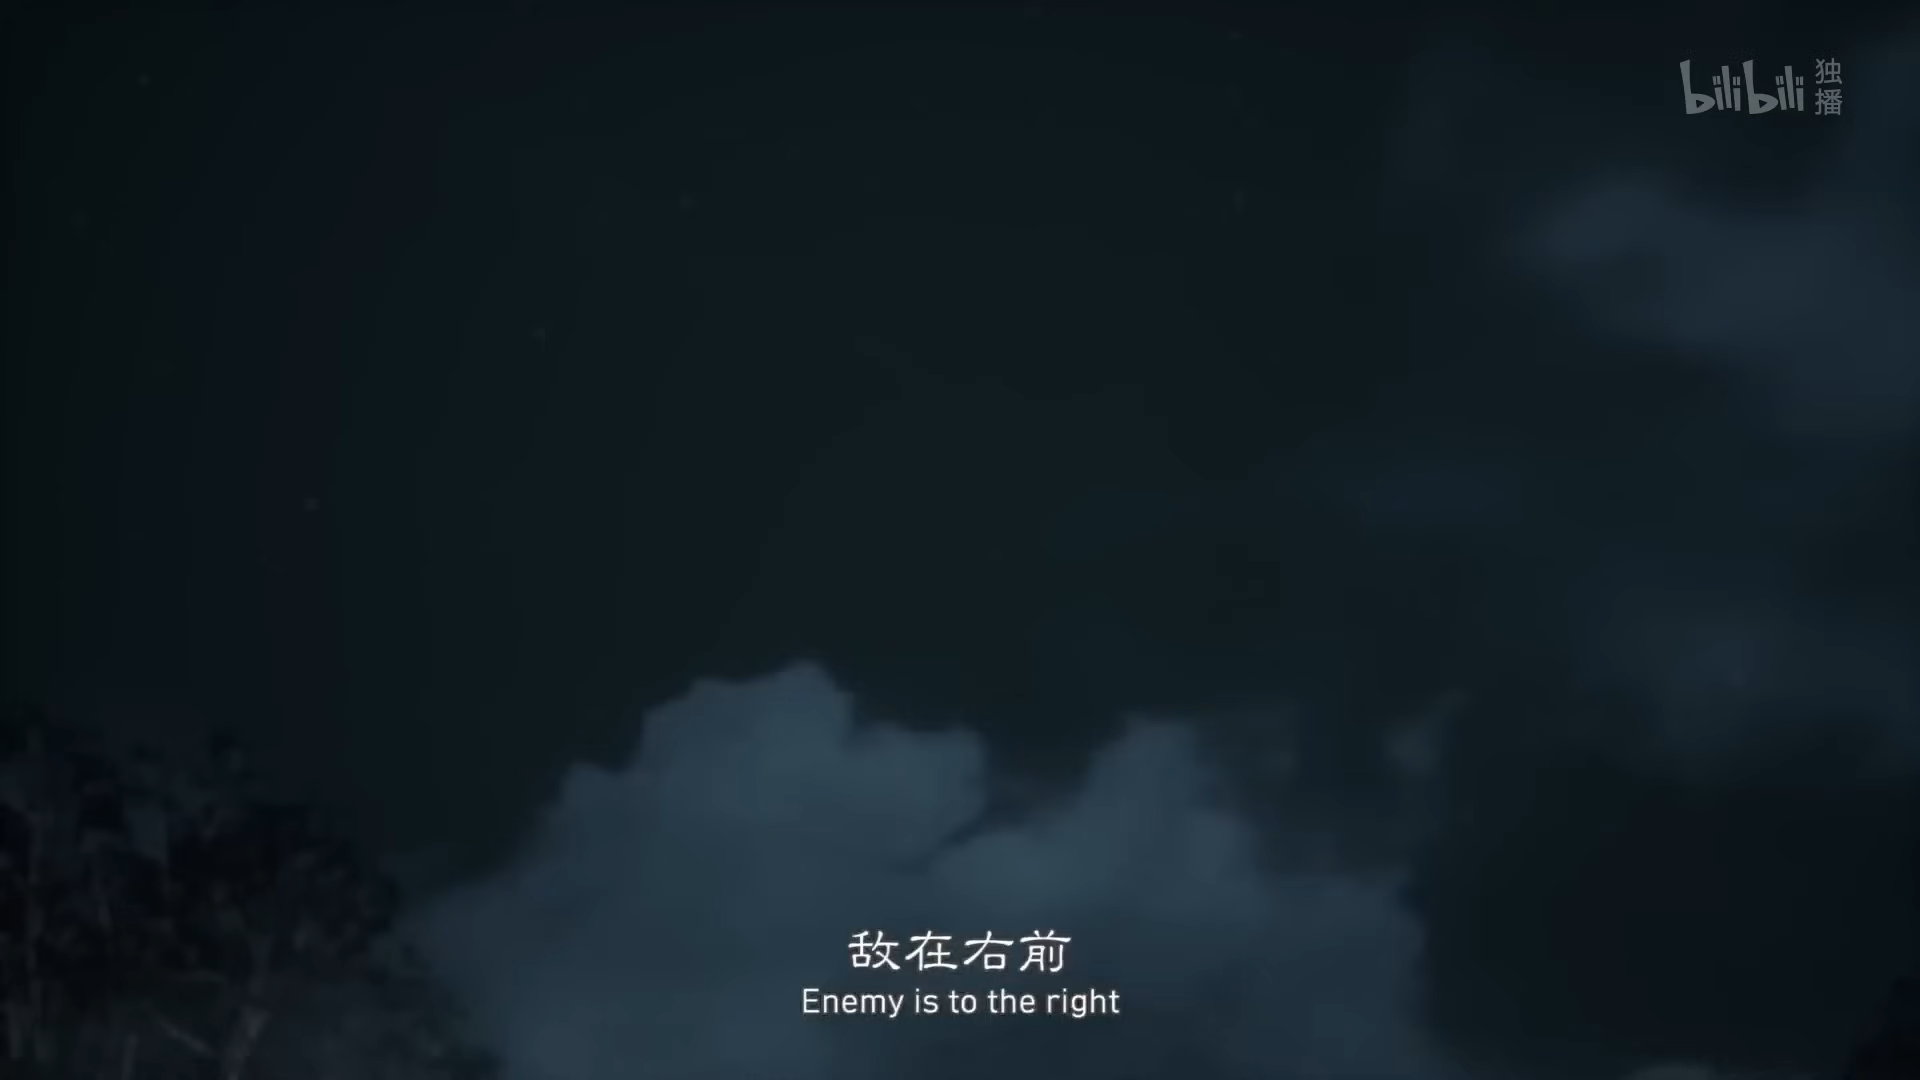 bilibili 独播
敌在右前
Enemy is to the right